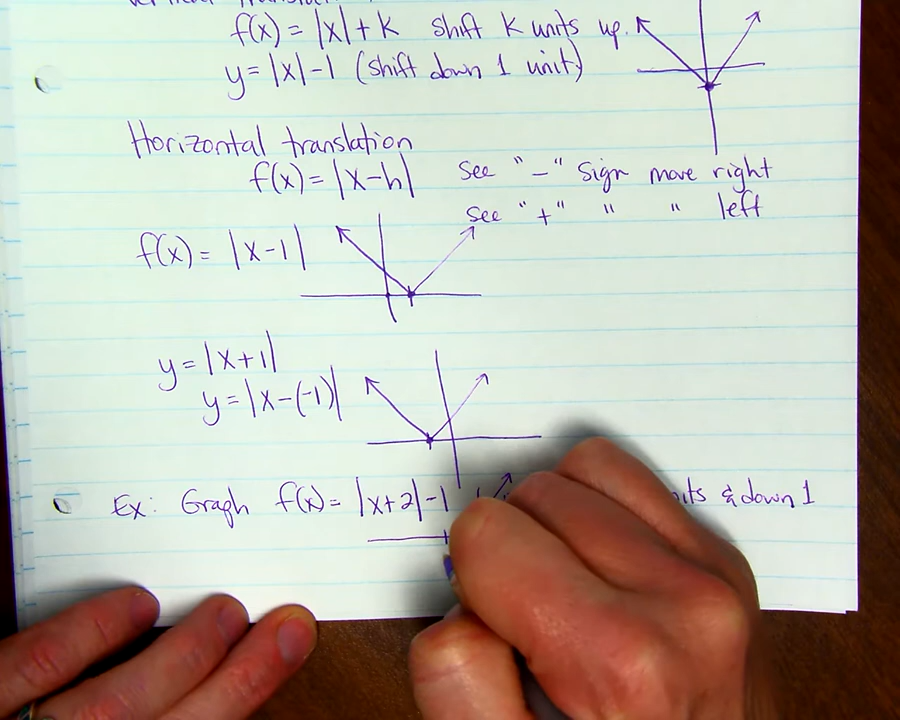 f(x) = |x| + k shift k units up.
y = |x| - 1 (shift down 1 unit)
Horizontal translation
f(x) = |x-h| see "-" sign move right
see "+" " " left
f(x) = |x-1|
y = |x+1|
y = |x-(-1)|
Ex: Graph f(x) = |x+2| -1 & down 1